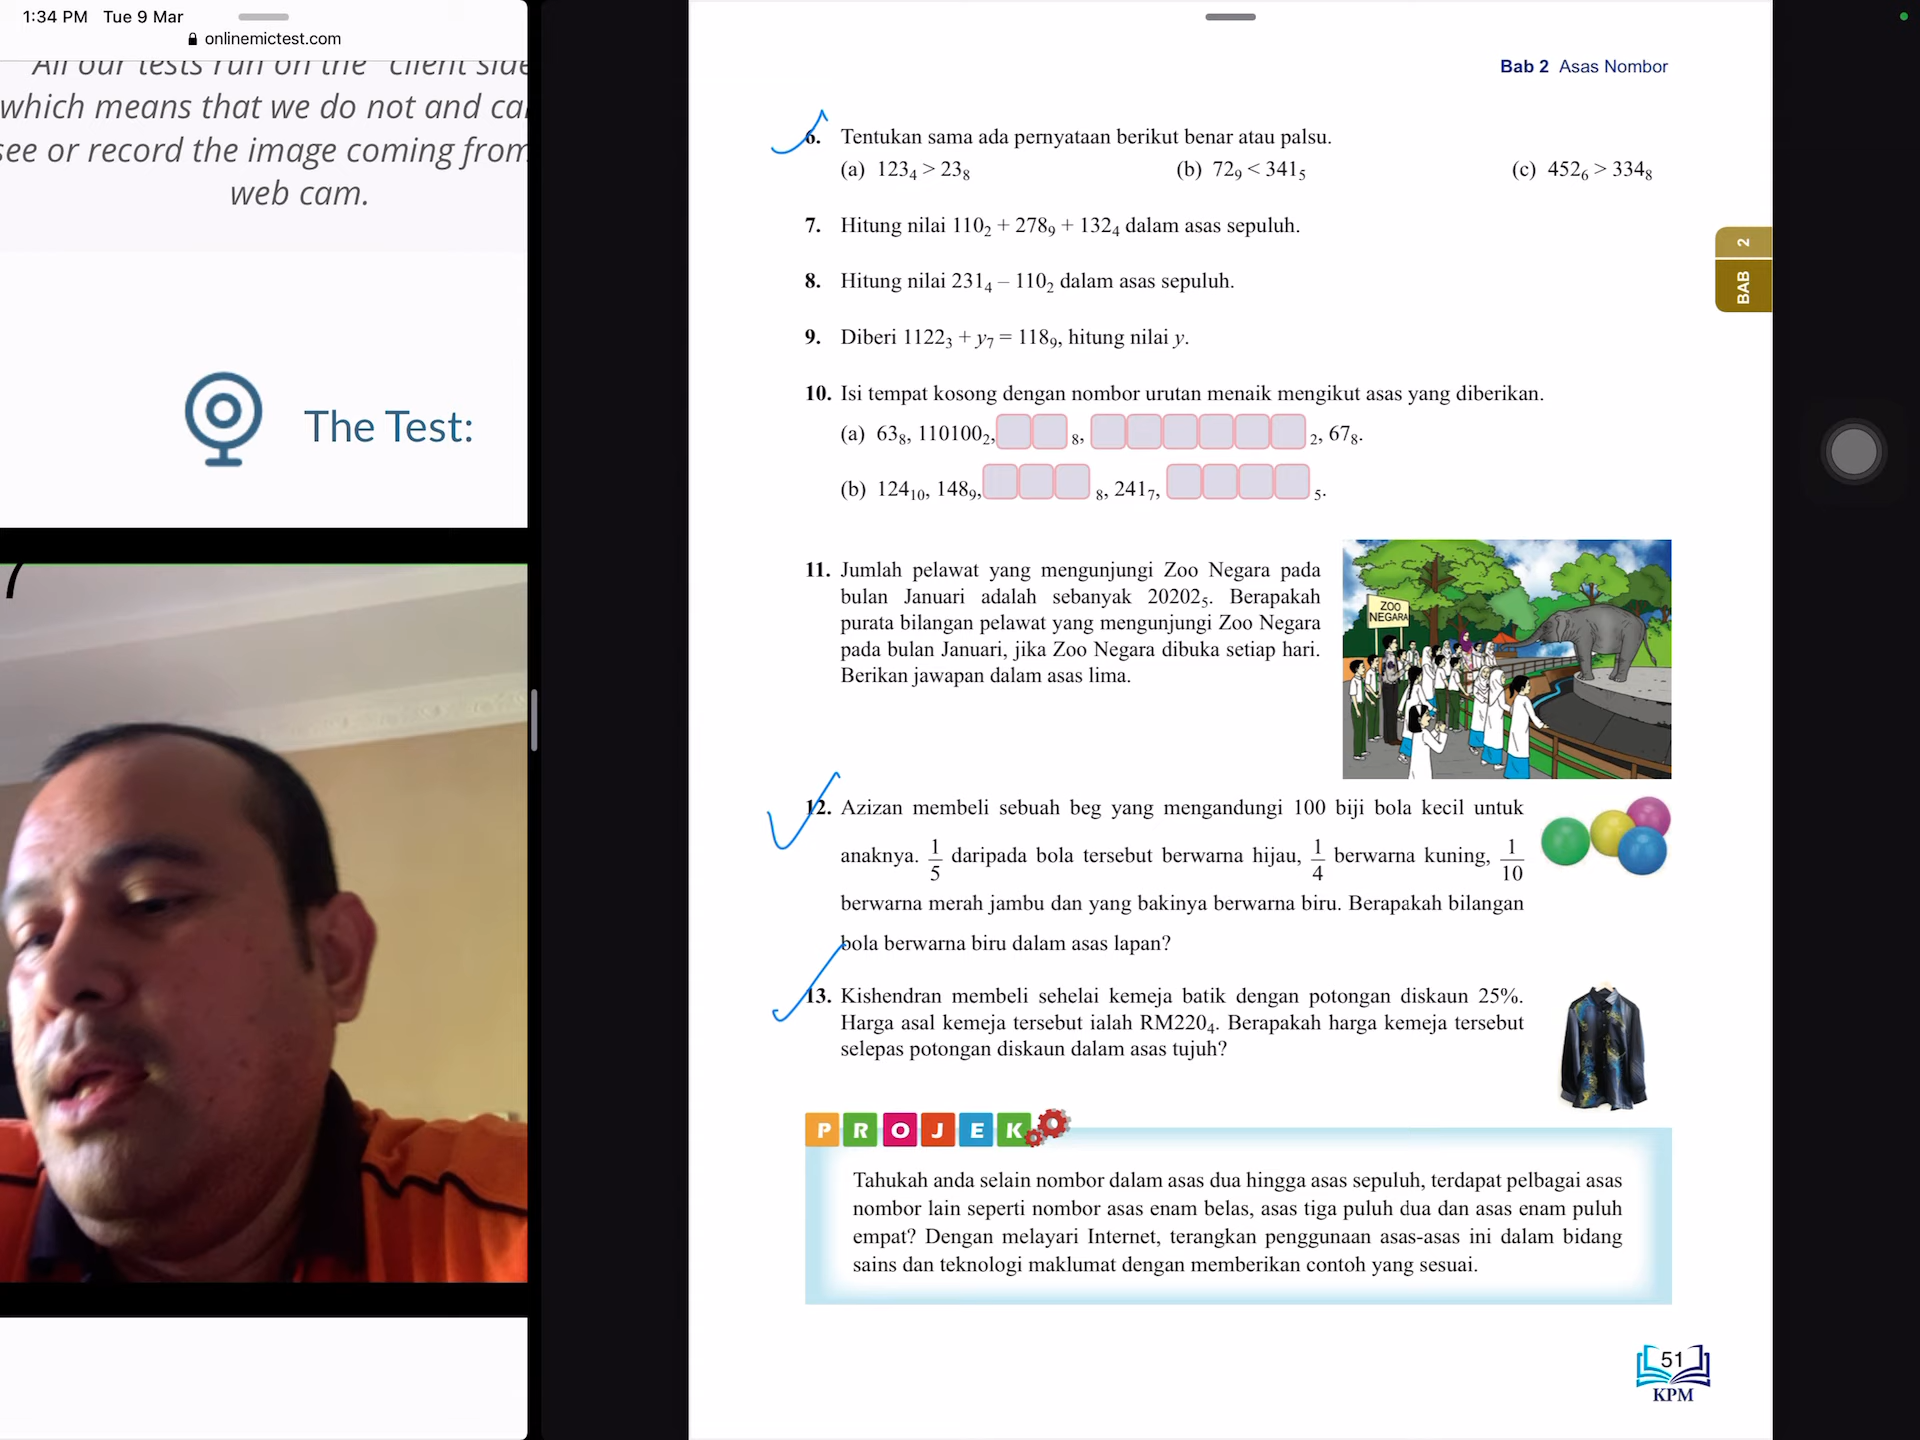 1:34 PM Tue 9 Mar
onlinemictest.com
All our tests run on the "client side
which means that we do not and
see or record the image coming from
web cam.
The Test:
Bab 2 Asas Nombor
6. Tentukan sama ada pernyataan berikut benar atau palsu.
(a) 123₄ > 23₈ (b) 72₉ < 341₅ (c) 452₆ > 334₈
7. Hitung nilai 110₂ + 278₉ + 132₄ dalam asas sepuluh.
8. Hitung nilai 231₄ – 110₂ dalam asas sepuluh.
9. Diberi 1122₃ + y₇ = 118₉, hitung nilai y.
10. Isi tempat kosong dengan nombor urutan menaik mengikut asas yang diberikan.
(a) 63₈, 110100₂, ₈, ₂, 67₈.
(b) 124₁₀, 148₉, ₈, 241₇, ₅.
BAB 2
11. Jumlah pelawat yang mengunjungi Zoo Negara pada
bulan Januari adalah sebanyak 20202₅. Berapakah
purata bilangan pelawat yang mengunjungi Zoo Negara
pada bulan Januari, jika Zoo Negara dibuka setiap hari.
Berikan jawapan dalam asas lima.
ZOO
NEGARA
12. Azizan membeli sebuah beg yang mengandungi 100 biji bola kecil untuk
anaknya. 1/5 daripada bola tersebut berwarna hijau, 1/4 berwarna kuning, 1/10
berwarna merah jambu dan yang bakinya berwarna biru. Berapakah bilangan
bola berwarna biru dalam asas lapan?
13. Kishendran membeli sehelai kemeja batik dengan potongan diskaun 25%.
Harga asal kemeja tersebut ialah RM220₄. Berapakah harga kemeja tersebut
selepas potongan diskaun dalam asas tujuh?
PROJEK
Tahukah anda selain nombor dalam asas dua hingga asas sepuluh, terdapat pelbagai asas
nombor lain seperti nombor asas enam belas, asas tiga puluh dua dan asas enam puluh
empat? Dengan melayari Internet, terangkan penggunaan asas-asas ini dalam bidang
sains dan teknologi maklumat dengan memberikan contoh yang sesuai.
51
KPM